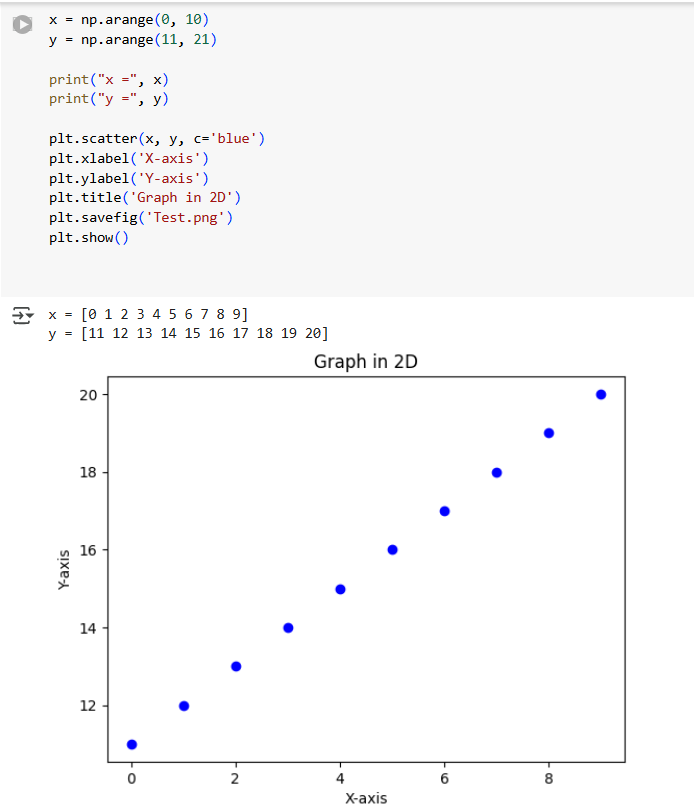 x = np.arange(0, 10)
y = np.arange(11, 21)
print("x =", x)
print("y =", y)
plt.scatter(x, y, c='blue')
plt.xlabel('X-axis')
plt.ylabel('Y-axis')
plt.title('Graph in 2D')
plt.savefig('Test.png')
plt.show()
x = [0 1 2 3 4 5 6 7 8 9]
y = [11 12 13 14 15 16 17 18 19 20]
Graph in 2D
20
18
16
14
12
Y-axis
0 2 4 6 8
X-axis